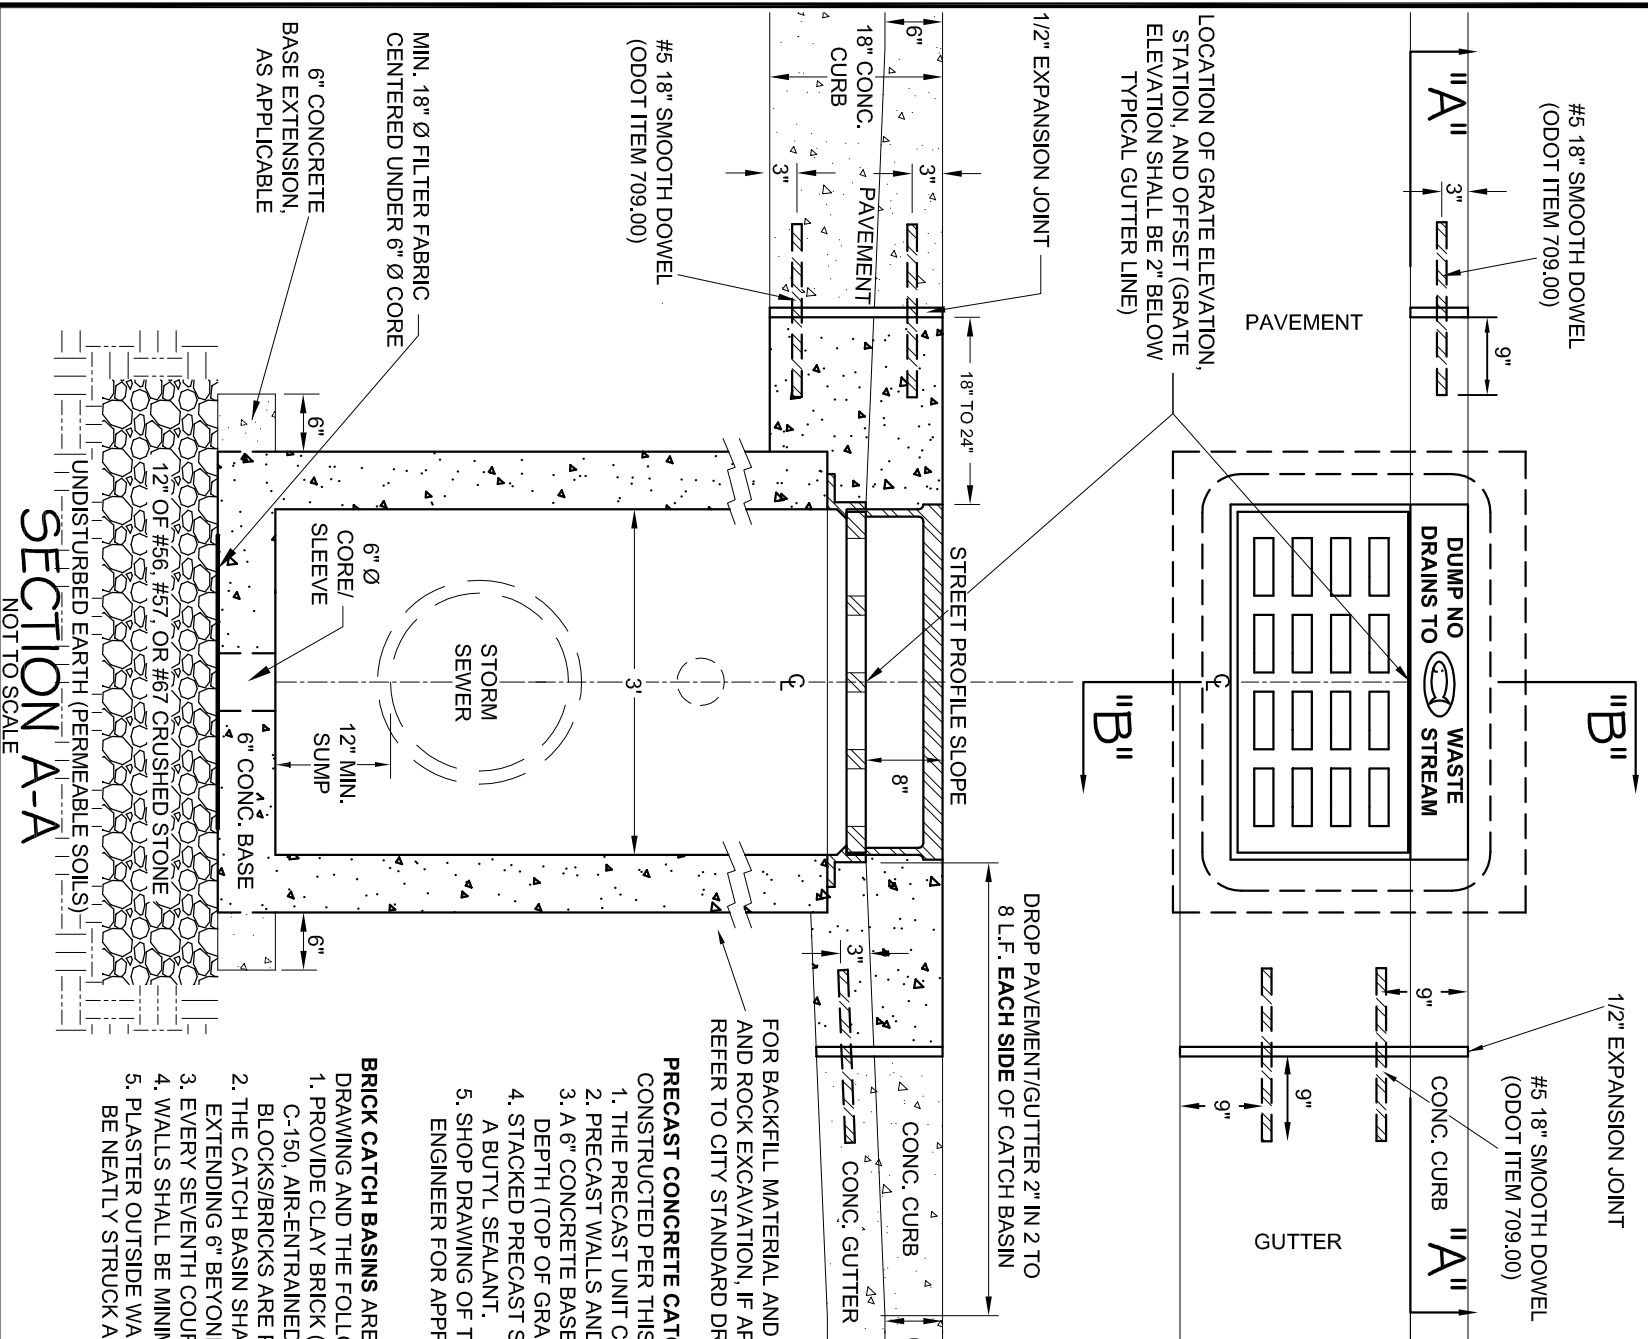 #5 18" SMOOTH DOWEL
(ODOT ITEM 709.00)
"A"
3"
9"
PAVEMENT
LOCATION OF GRATE ELEVATION,
STATION, AND OFFSET (GRATE
ELEVATION SHALL BE 2" BELOW
TYPICAL GUTTER LINE)
"B"
DUMP NO WASTE
DRAINS TO STREAM
CL
"B"
1/2" EXPANSION JOINT
#5 18" SMOOTH DOWEL
(ODOT ITEM 709.00)
9"
9"
9"
CONC. CURB
"A"
GUTTER
1/2" EXPANSION JOINT
6"
18" CONC.
CURB
3"
3"
PAVEMENT
#5 18" SMOOTH DOWEL
(ODOT ITEM 709.00)
18" TO 24"
STREET PROFILE SLOPE
8"
CL
DROP PAVEMENT/GUTTER 2" IN 2 TO
8 L.F. EACH SIDE OF CATCH BASIN
3"
CONC. CURB
CONC. GUTTER
MIN. 18" Ø FILTER FABRIC
CENTERED UNDER 6" Ø CORE
6" CONCRETE
BASE EXTENSION,
AS APPLICABLE
6"
3'
STORM
SEWER
6" Ø
CORE/
SLEEVE
12" MIN.
SUMP
6" CONC. BASE
6"
12" OF #56, #57, OR #67 CRUSHED STONE
UNDISTURBED EARTH (PERMEABLE SOILS)
SECTION A-A
NOT TO SCALE
FOR BACKFILL MATERIAL AND
AND ROCK EXCAVATION, IF AP
REFER TO CITY STANDARD DR
PRECAST CONCRETE CATC
CONSTRUCTED PER THIS
1. THE PRECAST UNIT C
2. PRECAST WALLS AND
3. A 6" CONCRETE BASE
DEPTH (TOP OF GRA
4. STACKED PRECAST S
A BUTYL SEALANT.
5. SHOP DRAWING OF T
ENGINEER FOR APPR
BRICK CATCH BASINS ARE
DRAWING AND THE FOLLO
1. PROVIDE CLAY BRICK (
C-150, AIR-ENTRAINED
BLOCKS/BRICKS ARE P
2. THE CATCH BASIN SHA
EXTENDING 6" BEYON
3. EVERY SEVENTH COUR
4. WALLS SHALL BE MINIM
5. PLASTER OUTSIDE WA
BE NEATLY STRUCK A